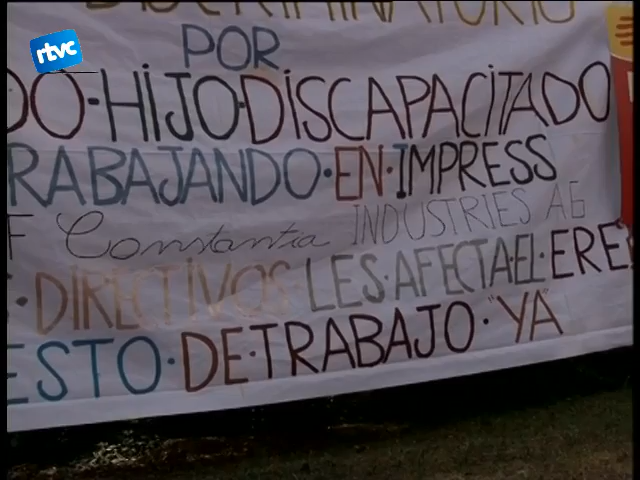 rtvc
DISCRIMINATORIO
POR
DO·HIJO·DISCAPACITADO
RABAJANDO·EN·IMPRESS
F Constantia INDUSTRIES AG
S·DIRECTIVOS·LES·AFECTA·EL·ERE
ESTO·DE·TRABAJO·"YA"